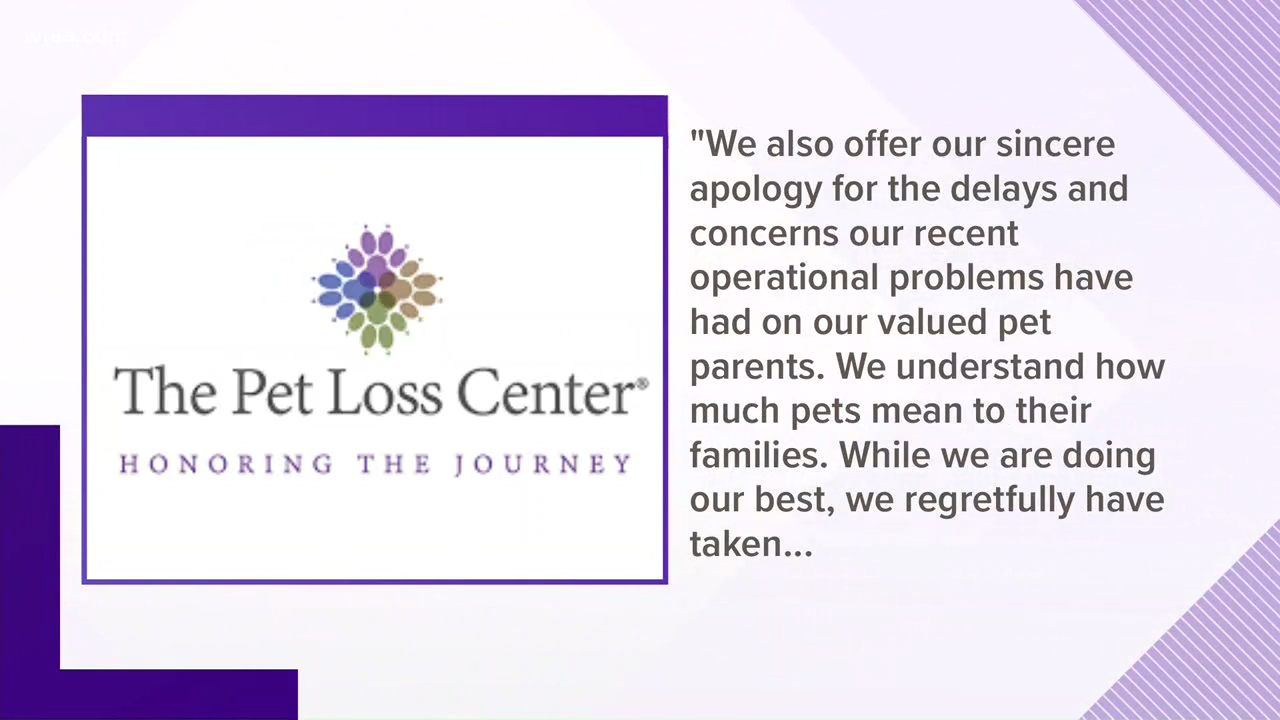 The Pet Loss Center®
HONORING THE JOURNEY
"We also offer our sincere
apology for the delays and
concerns our recent
operational problems have
had on our valued pet
parents. We understand how
much pets mean to their
families. While we are doing
our best, we regretfully have
taken...